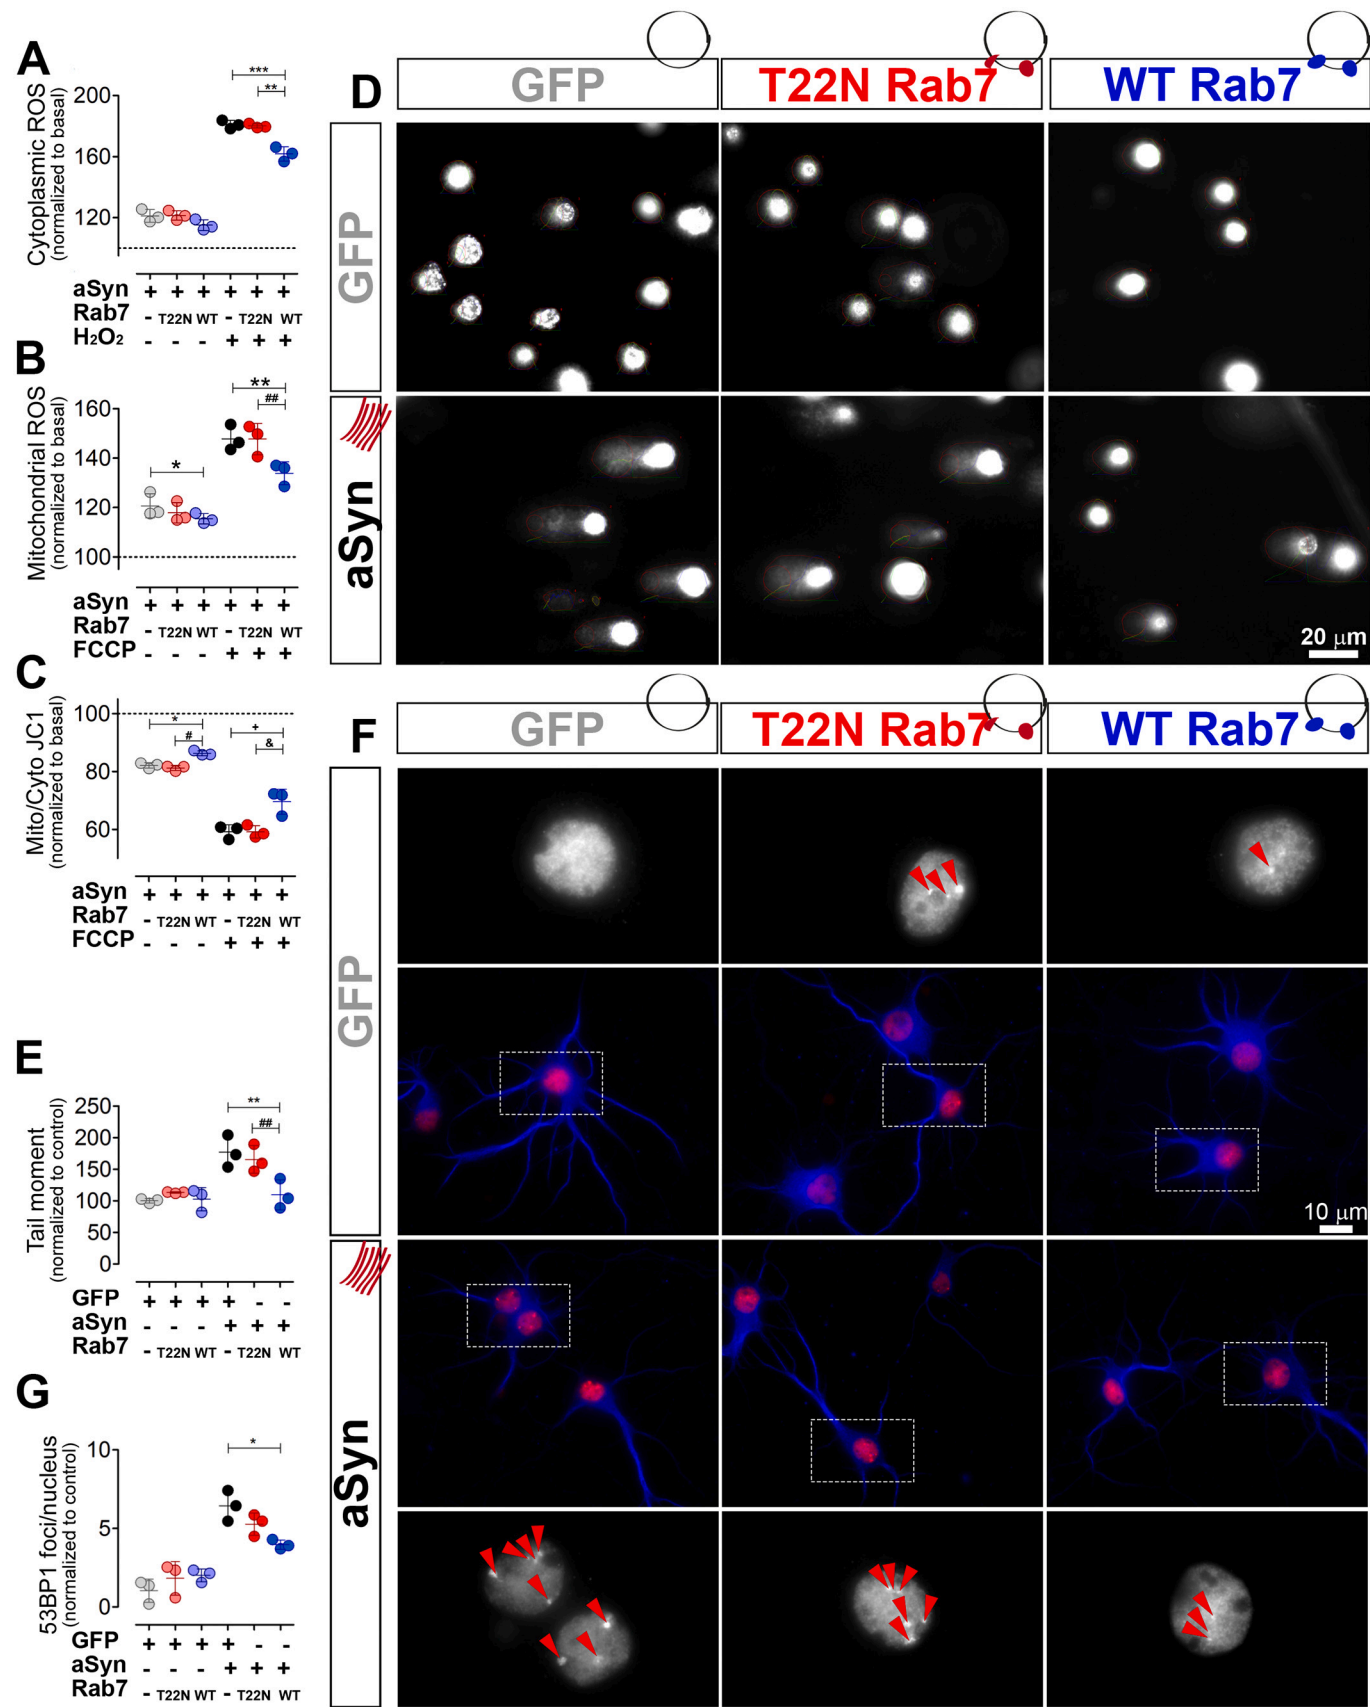 A
Cytoplasmic ROS
(normalized to basal)
200
160
120
***
**
aSyn + + + + + +
Rab7 - T22N WT - T22N WT
H₂O₂ - - - + + +
B
Mitochondrial ROS
(normalized to basal)
160
140
120
100
*
**
##
aSyn + + + + + +
Rab7 - T22N WT - T22N WT
FCCP - - - + + +
C
Mito/Cyto JC1
(normalized to basal)
100
80
60
*
#
+
&
aSyn + + + + + +
Rab7 - T22N WT - T22N WT
FCCP - - - + + +
D
GFP T22N Rab7 WT Rab7
GFP
aSyn
20 µm
E
Tail moment
(normalized to control)
250
200
150
100
50
0
**
##
GFP + + + + - -
aSyn - - - + + +
Rab7 - T22N WT - T22N WT
F
GFP T22N Rab7 WT Rab7
GFP
10 µm
aSyn
G
53BP1 foci/nucleus
(normalized to control)
10
5
0
*
GFP + + + + - -
aSyn - - - + + +
Rab7 - T22N WT - T22N WT